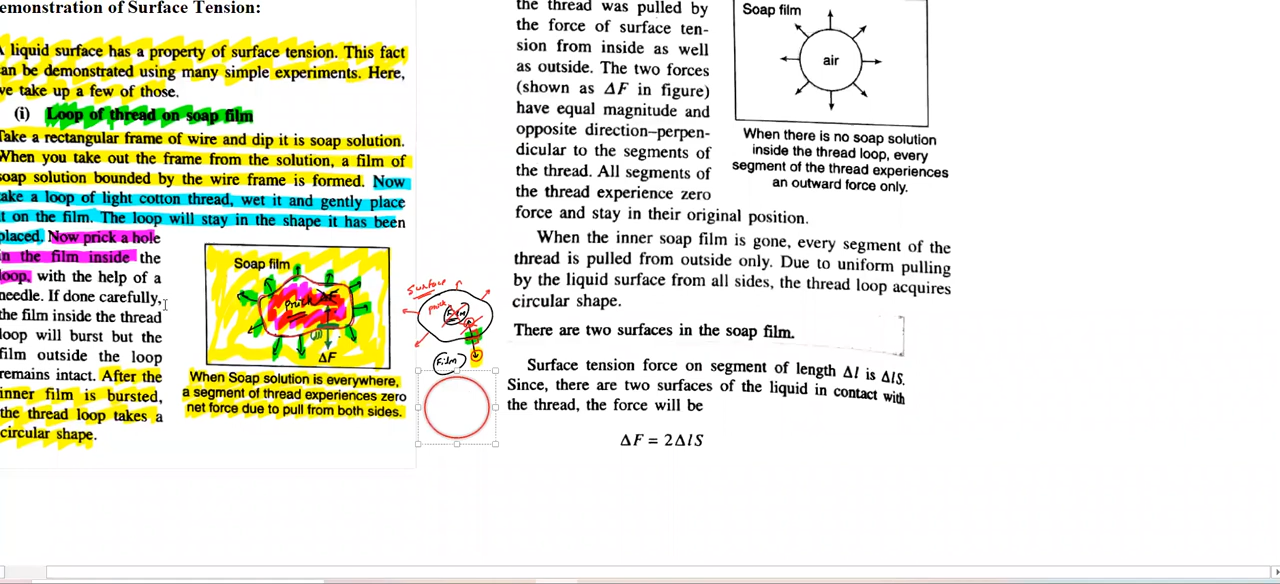 emonstration of Surface Tension:
liquid surface has a property of surface tension. This fact
an be demonstrated using many simple experiments. Here,
ve take up a few of those.
(i) Loop of thread on soap film
Take a rectangular frame of wire and dip it is soap solution.
When you take out the frame from the solution, a film of
soap solution bounded by the wire frame is formed. Now
ake a loop of light cotton thread, wet it and gently place
t on the film. The loop will stay in the shape it has been
placed. Now prick a hole
n the film inside the
loop, with the help of a
needle. If done carefully,
the film inside the thread
loop will burst but the
film outside the loop
remains intact. After the
inner film is bursted,
the thread loop takes a
circular shape.
Soap film
Prick
ΔF
ΔF
When Soap solution is everywhere,
a segment of thread experiences zero
net force due to pull from both sides.
Surface
prick
Film
the thread was pulled by
the force of surface ten-
sion from inside as well
as outside. The two forces
(shown as ΔF in figure)
have equal magnitude and
opposite direction–perpen-
dicular to the segments of
the thread. All segments of
the thread experience zero
force and stay in their original position.
Soap film
air
When there is no soap solution
inside the thread loop, every
segment of the thread experiences
an outward force only.
When the inner soap film is gone, every segment of the
thread is pulled from outside only. Due to uniform pulling
by the liquid surface from all sides, the thread loop acquires
circular shape.
There are two surfaces in the soap film.
Surface tension force on segment of length Δl is ΔlS.
Since, there are two surfaces of the liquid in contact with
the thread, the force will be
ΔF = 2ΔlS